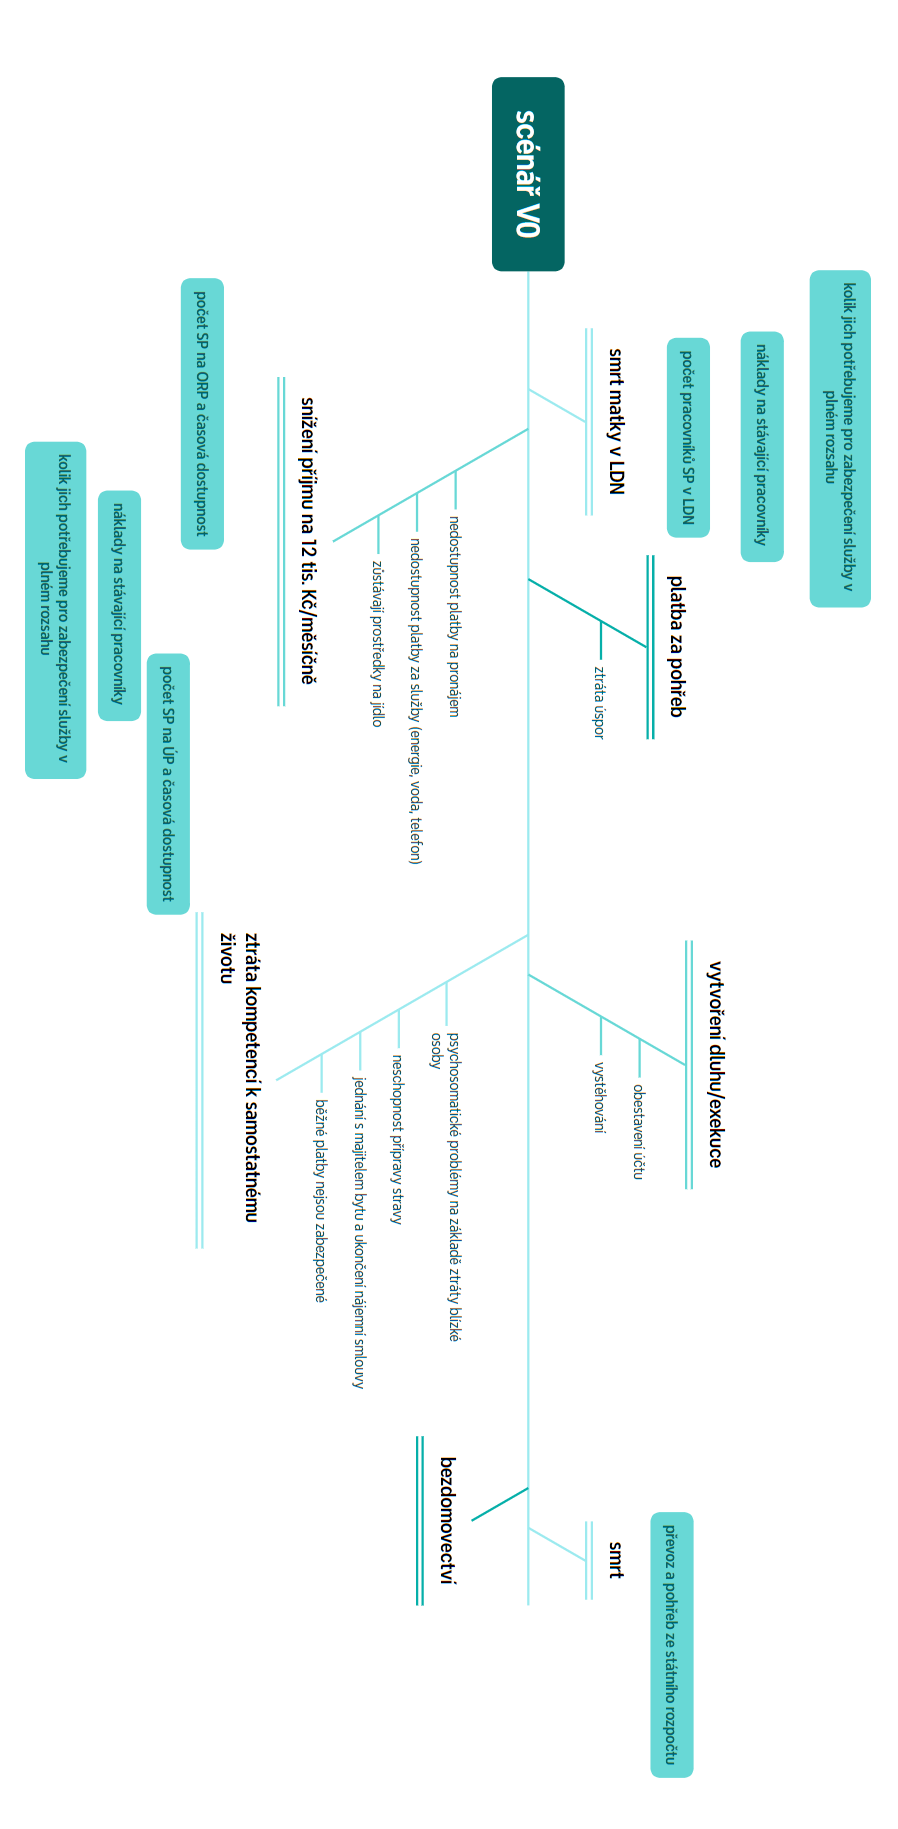 scénář V0
kolik jich potřebujeme pro zabezpečení služby v
plném rozsahu
náklady na stávající pracovníky
počet pracovníků SP v LDN
smrt matky v LDN
platba za pohřeb
ztráta úspor
vytvoření dluhu/exekuce
obestavení účtu
vystěhování
převoz a pohřeb ze státního rozpočtu
smrt
nedostupnost platby na pronájem
nedostupnost platby za služby (energie, voda, telefon)
zůstávají prostředky na jídlo
snížení příjmu na 12 tis. Kč/měsíčně
počet SP na ORP a časová dostupnost
počet SP na ÚP a časová dostupnost
náklady na stávající pracovníky
kolik jich potřebujeme pro zabezpečení služby v
plném rozsahu
psychosomatické problémy na základě ztráty blízké
osoby
neschopnost přípravy stravy
jednání s majitelem bytu a ukončení nájemní smlouvy
běžné platby nejsou zabezpečené
ztráta kompetencí k samostatnému
životu
bezdomovectví